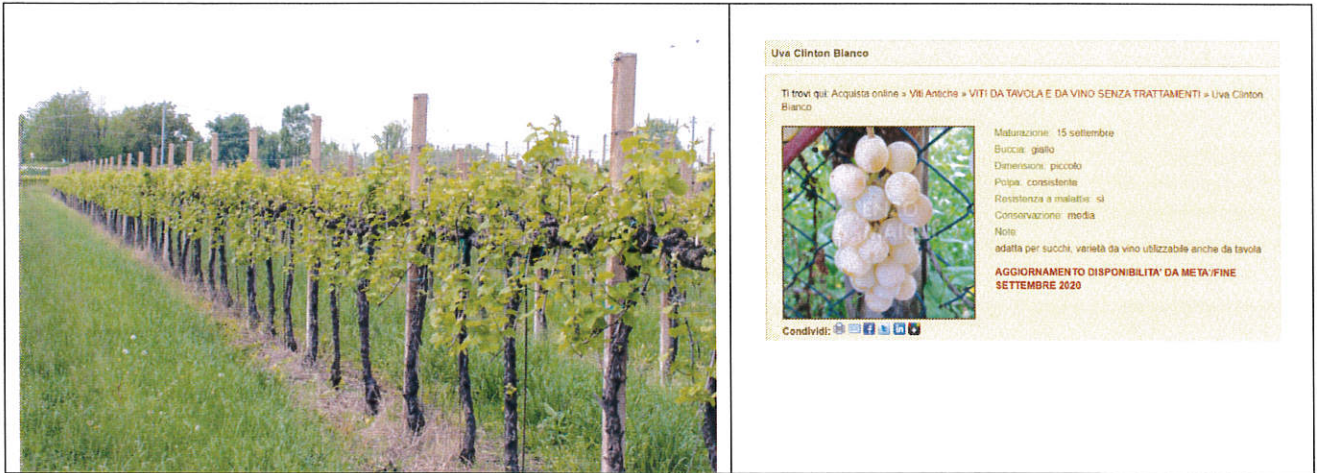 Uva Clinton Bianco
Ti trovi qui: Acquista online » Viti Antiche » VITI DA TAVOLA E DA VINO SENZA TRATTAMENTI » Uva Clinton
Bianco
Maturazione: 15 settembre
Buccia: giallo
Dimensioni: piccolo
Polpa: consistente
Resistenza a malattie: si
Conservazione: media
Note:
adatta per succhi, varietà da vino utilizzabile anche da tavola
AGGIORNAMENTO DISPONIBILITA' DA META'/FINE
SETTEMBRE 2020
Condividi: